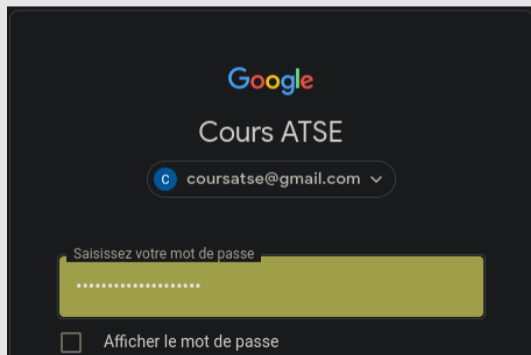 Google
Cours ATSE
C coursatse@gmail.com
Saisissez votre mot de passe
••••••••••••••••••••
Afficher le mot de passe